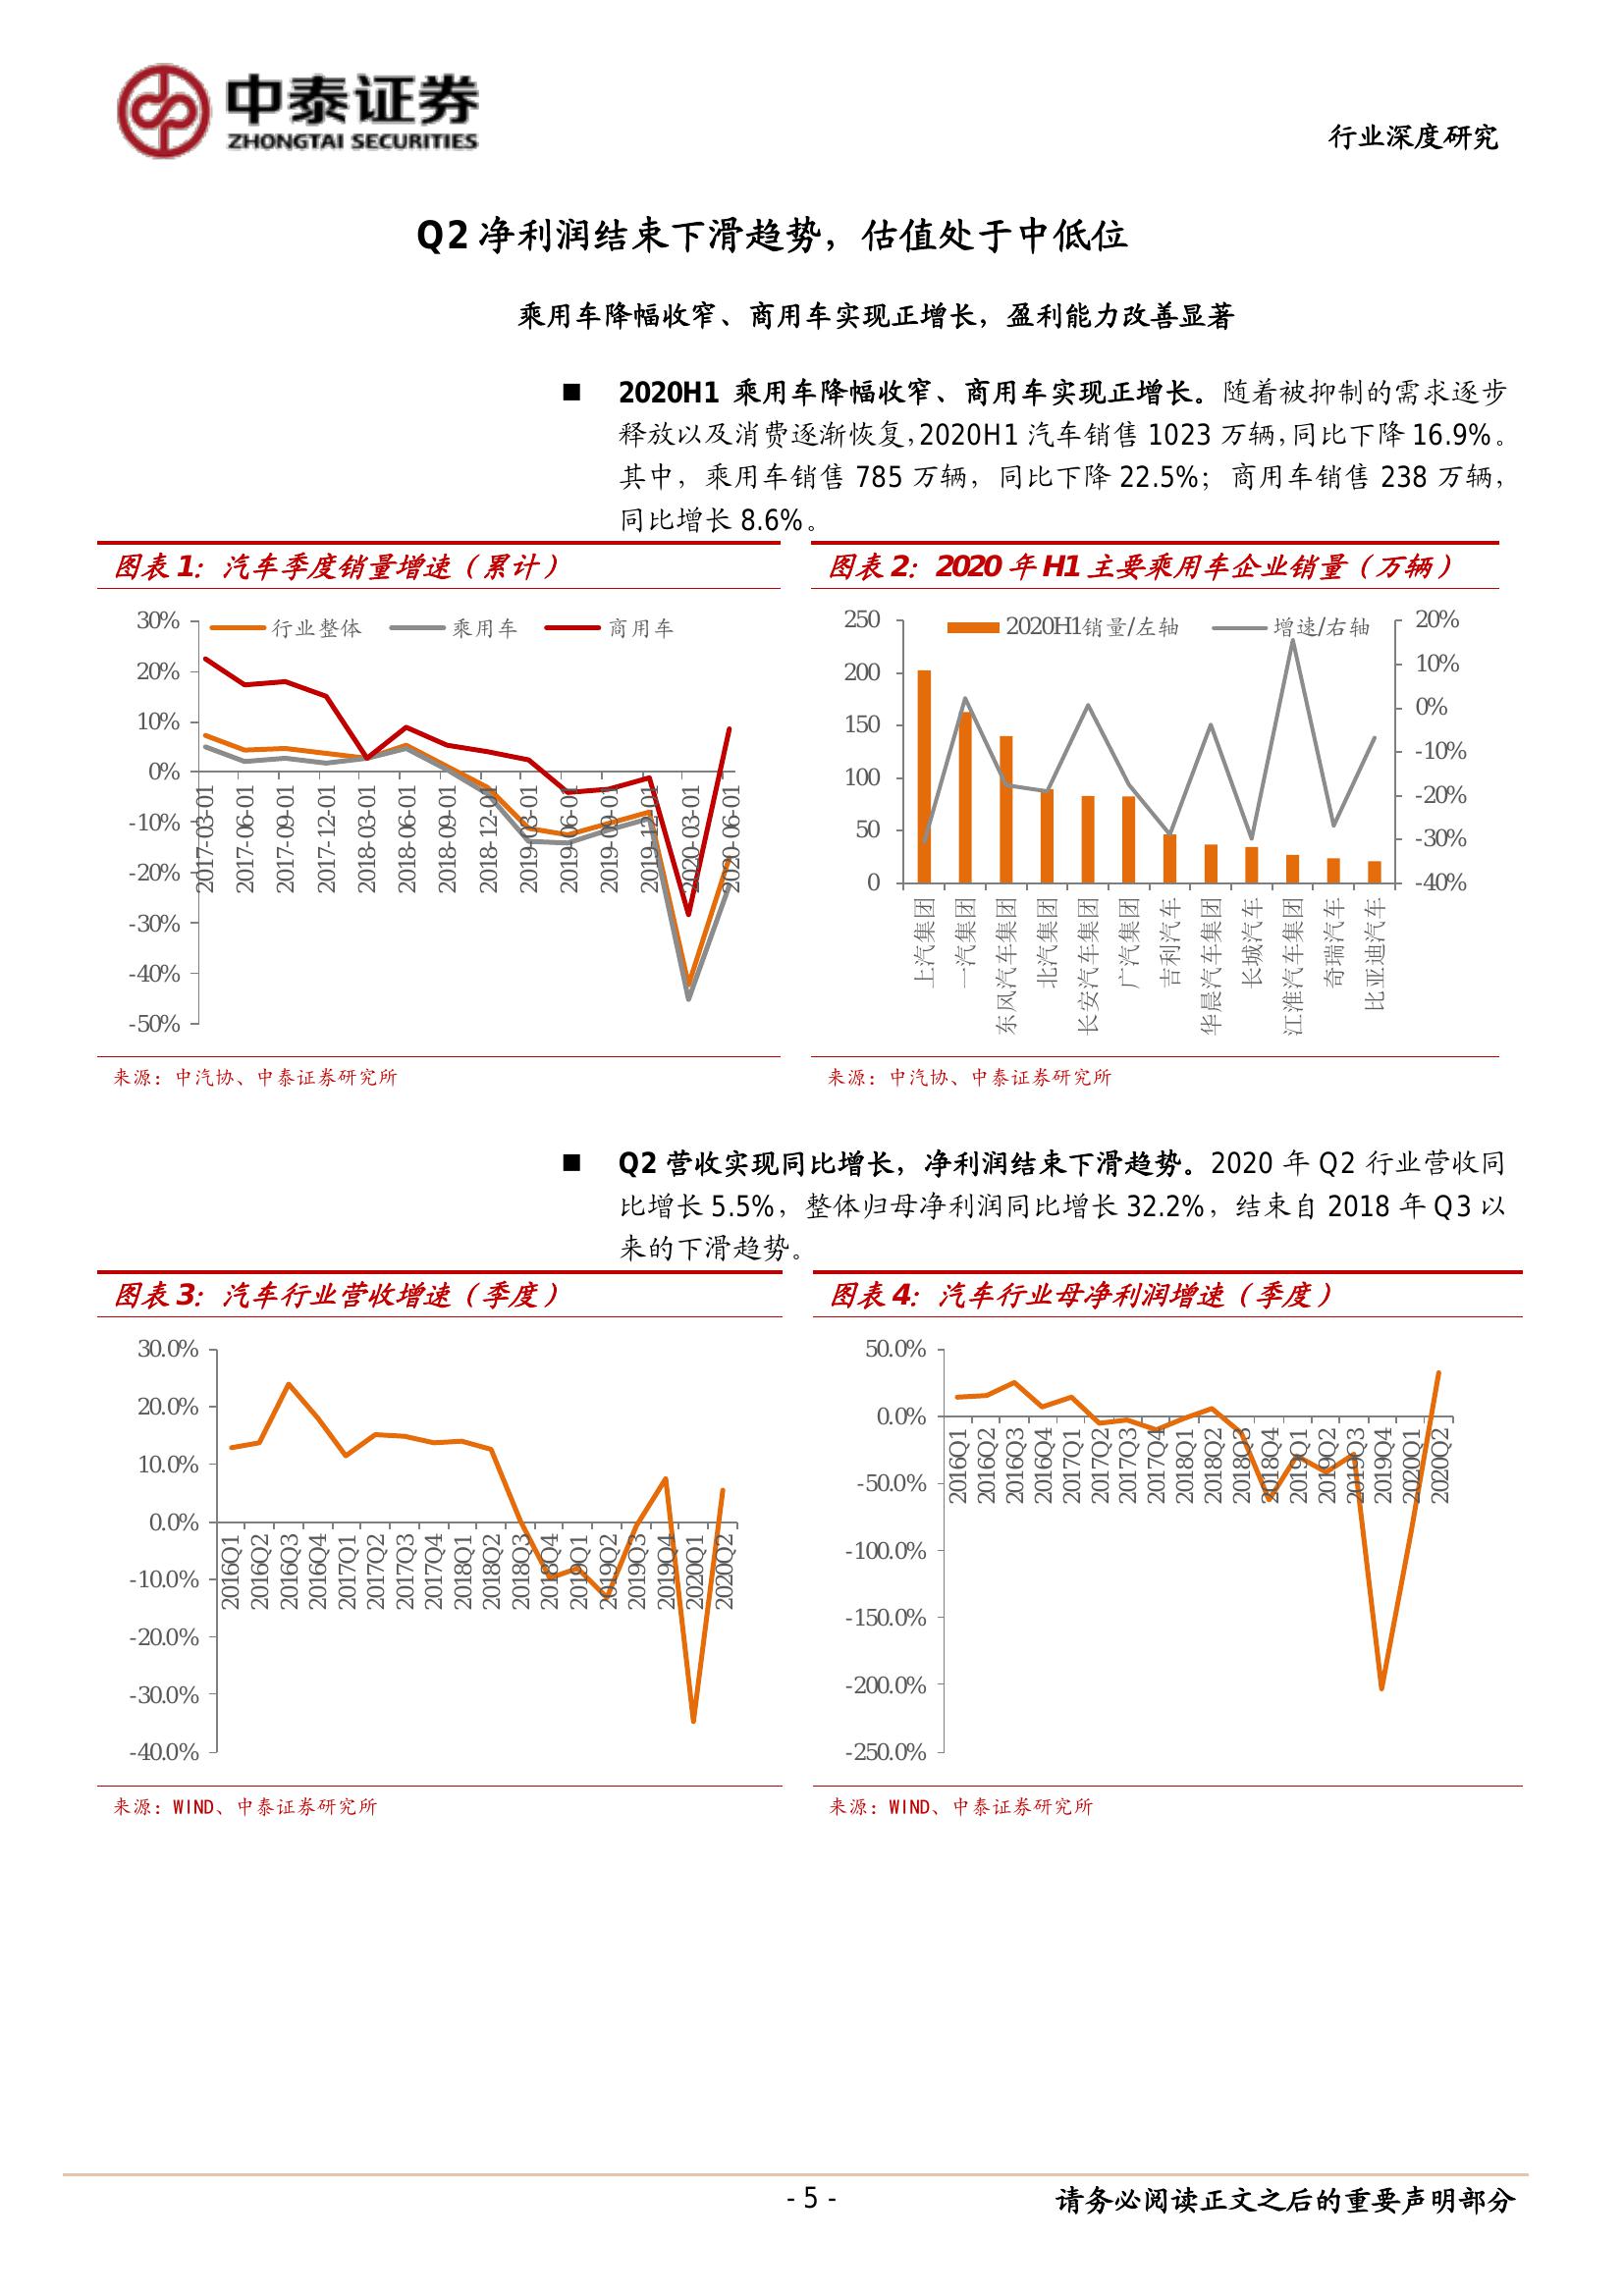 中泰证券
ZHONGTAI SECURITIES
行业深度研究
Q2 净利润结束下滑趋势，估值处于中低位
乘用车降幅收窄、商用车实现正增长，盈利能力改善显著
■ 2020H1 乘用车降幅收窄、商用车实现正增长。随着被抑制的需求逐步
释放以及消费逐渐恢复,2020H1 汽车销售 1023 万辆,同比下降 16.9%。
其中，乘用车销售 785 万辆，同比下降 22.5%；商用车销售 238 万辆，
同比增长 8.6%。
图表 1：汽车季度销量增速（累计）
30%
20%
10%
0%
-10%
-20%
-30%
-40%
-50%
行业整体
乘用车
商用车
2017-03-01
2017-06-01
2017-09-01
2017-12-01
2018-03-01
2018-06-01
2018-09-01
2018-12-01
2019-03-01
2019-06-01
2019-09-01
2019-12-01
2020-03-01
2020-06-01
来源：中汽协、中泰证券研究所
图表 2：2020 年 H1 主要乘用车企业销量（万辆）
250
200
150
100
50
0
2020H1销量/左轴
增速/右轴
20%
10%
0%
-10%
-20%
-30%
-40%
上汽集团
一汽集团
东风汽车集团
北汽集团
长安汽车集团
广汽集团
吉利汽车
华晨汽车集团
长城汽车
江淮汽车集团
奇瑞汽车
比亚迪汽车
来源：中汽协、中泰证券研究所
■ Q2 营收实现同比增长，净利润结束下滑趋势。2020 年 Q2 行业营收同
比增长 5.5%，整体归母净利润同比增长 32.2%，结束自 2018 年 Q3 以
来的下滑趋势。
图表 3：汽车行业营收增速（季度）
30.0%
20.0%
10.0%
0.0%
-10.0%
-20.0%
-30.0%
-40.0%
2016Q1
2016Q2
2016Q3
2016Q4
2017Q1
2017Q2
2017Q3
2017Q4
2018Q1
2018Q2
2018Q3
2018Q4
2019Q1
2019Q2
2019Q3
2019Q4
2020Q1
2020Q2
来源：WIND、中泰证券研究所
图表 4：汽车行业母净利润增速（季度）
50.0%
0.0%
-50.0%
-100.0%
-150.0%
-200.0%
-250.0%
2016Q1
2016Q2
2016Q3
2016Q4
2017Q1
2017Q2
2017Q3
2017Q4
2018Q1
2018Q2
2018Q3
2018Q4
2019Q1
2019Q2
2019Q3
2019Q4
2020Q1
2020Q2
来源：WIND、中泰证券研究所
- 5 -
请务必阅读正文之后的重要声明部分